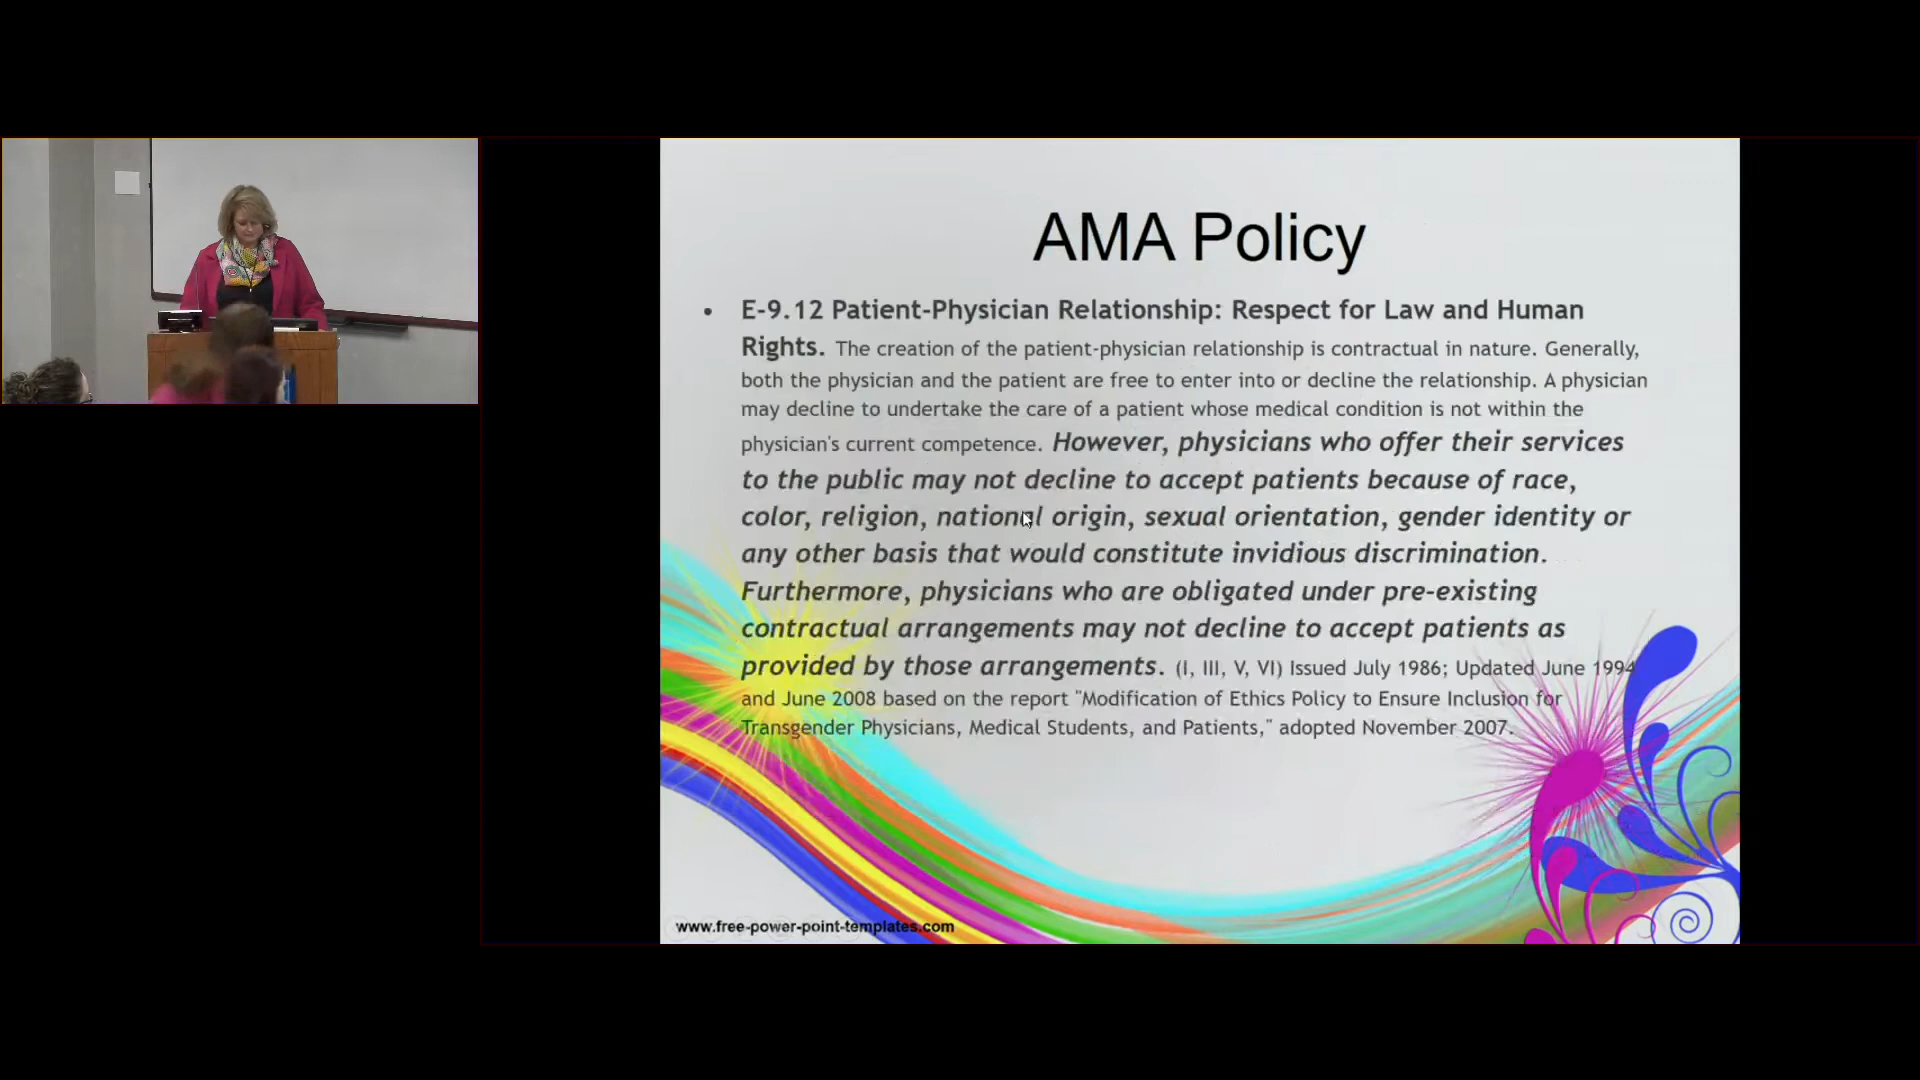 AMA Policy
• E-9.12 Patient-Physician Relationship: Respect for Law and Human
Rights. The creation of the patient-physician relationship is contractual in nature. Generally,
both the physician and the patient are free to enter into or decline the relationship. A physician
may decline to undertake the care of a patient whose medical condition is not within the
physician's current competence. However, physicians who offer their services
to the public may not decline to accept patients because of race,
color, religion, national origin, sexual orientation, gender identity or
any other basis that would constitute invidious discrimination.
Furthermore, physicians who are obligated under pre-existing
contractual arrangements may not decline to accept patients as
provided by those arrangements. (I, III, V, VI) Issued July 1986; Updated June 1994
and June 2008 based on the report "Modification of Ethics Policy to Ensure Inclusion for
Transgender Physicians, Medical Students, and Patients," adopted November 2007.
www.free-power-point-templates.com